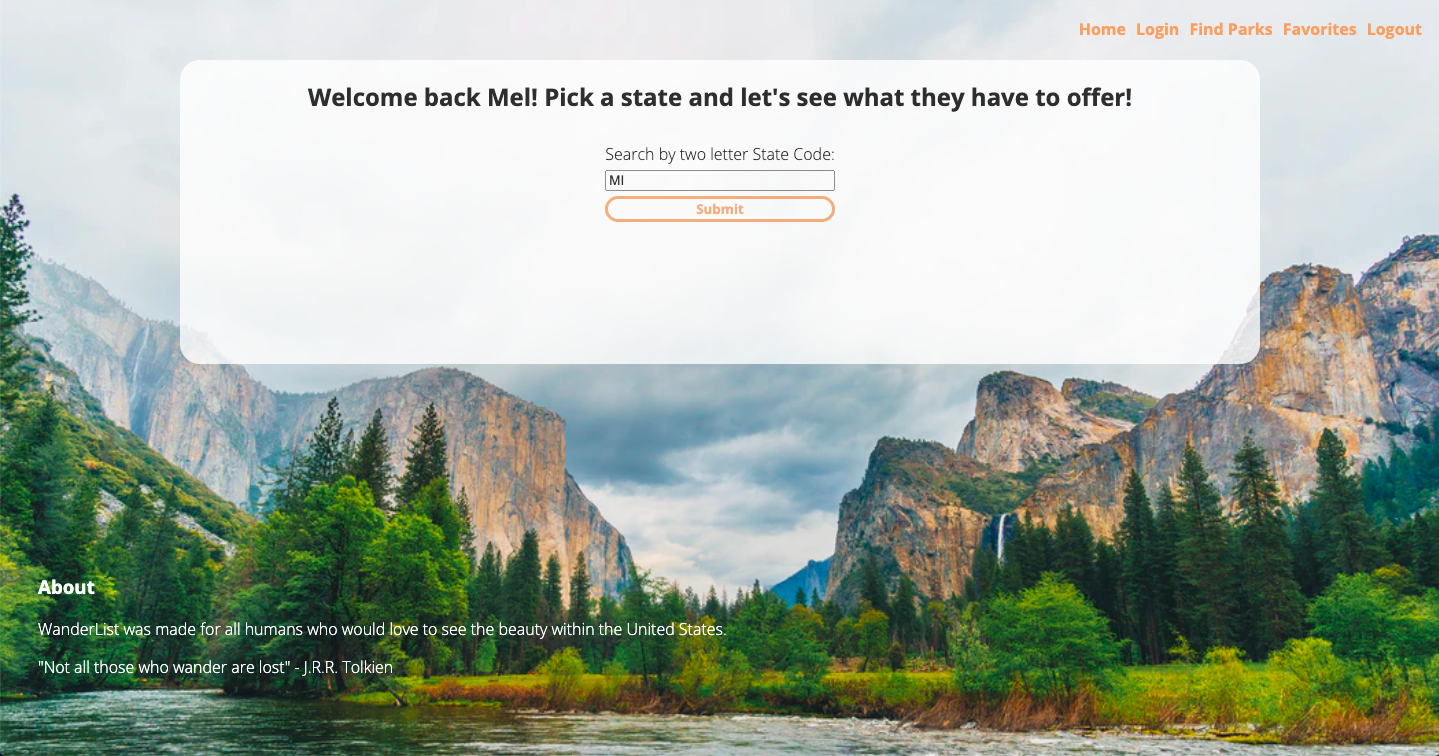 Home Login Find Parks Favorites Logout
Welcome back Mel! Pick a state and let's see what they have to offer!
Search by two letter State Code:
MI
Submit
About
WanderList was made for all humans who would love to see the beauty within the United States.
"Not all those who wander are lost" - J.R.R. Tolkien